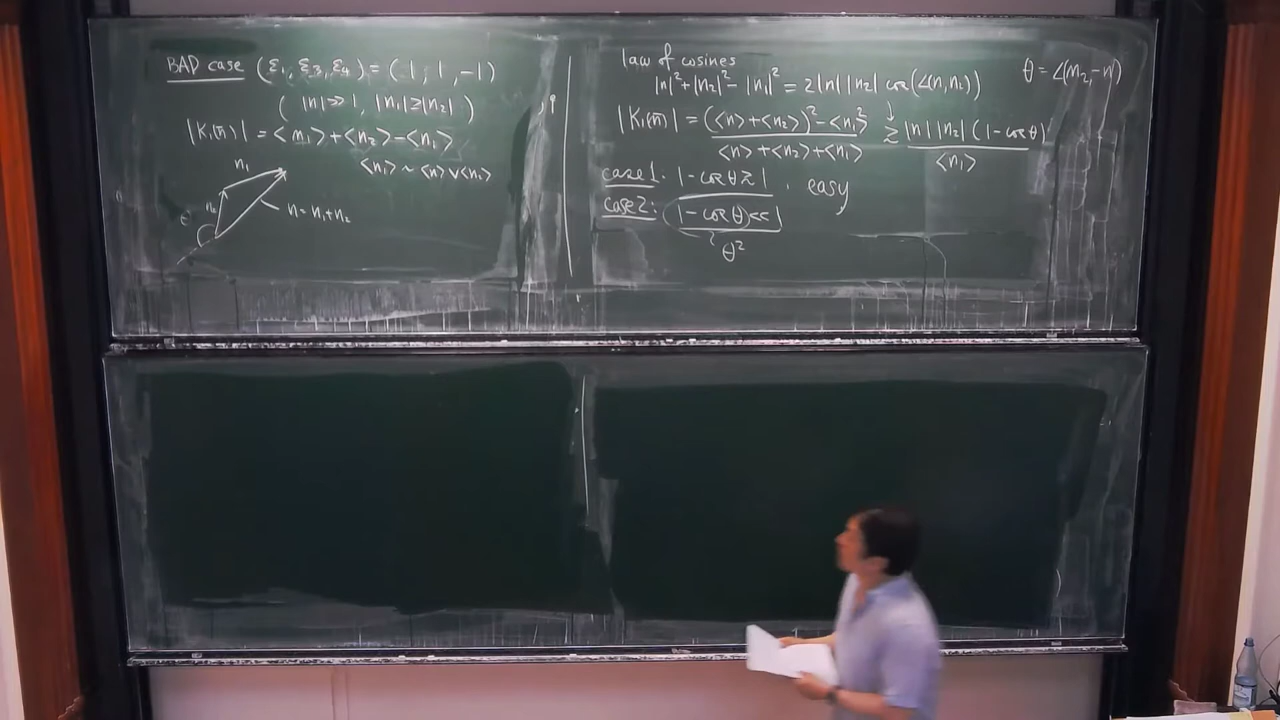 BAD case (ε₁, ε₃, ε₄) = (1, 1, -1)
( |n| ≫ 1, |n₁| ≳ |n₂| )
|K₁(n̄)| = <n₁> + <n₂> - <n₁>
<n₁> ~ <n> ∨ <n₁>
n₁
n₂
θ
n = n₁ + n₂
law of cosines
|n|² + |n₂|² - |n₁|² = 2|n||n₂| cos(∠(n, n₂))
θ = ∠(n₂, -n)
|K₁(n̄)| = (<n> + <n₂>)² - <n₁>² / <n> + <n₂> + <n₁> ≳ |n||n₂|(1 - cos θ) / <n₁>
case 1: 1 - cos θ ≳ 1. easy
case 2: 1 - cos θ ≪ 1
~ θ²